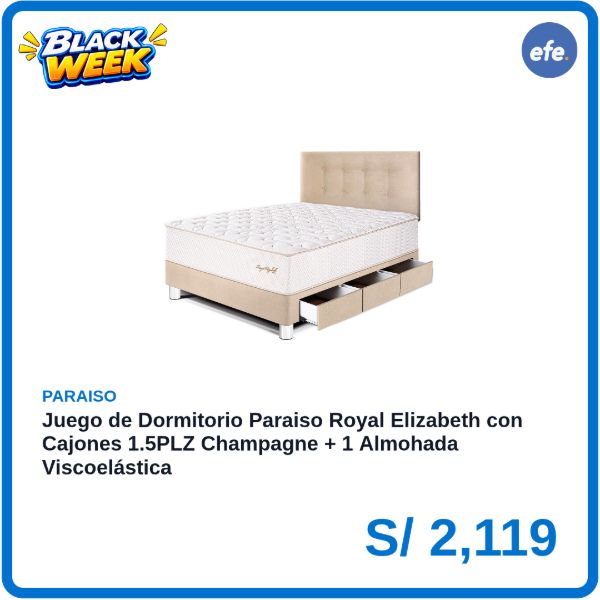 BLACK
WEEK
efe.
PARAISO
Juego de Dormitorio Paraiso Royal Elizabeth con
Cajones 1.5PLZ Champagne + 1 Almohada
Viscoelástica
S/ 2,119